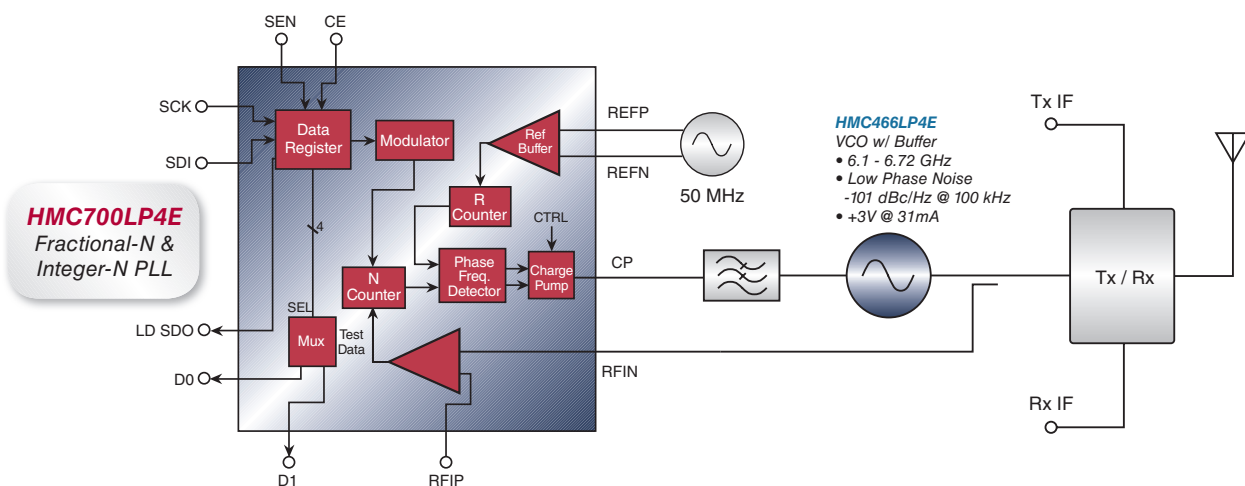 SEN
CE
SCK
SDI
HMC700LP4E
Fractional-N &
Integer-N PLL
LD SDO
D0
D1
RFIP
Data
Register
Modulator
Ref
Buffer
R
Counter
4
CTRL
N
Counter
Phase
Freq.
Detector
Charge
Pump
SEL
Mux
Test
Data
REFP
REFN
50 MHz
CP
RFIN
HMC466LP4E
VCO w/ Buffer
• 6.1 - 6.72 GHz
• Low Phase Noise
-101 dBc/Hz @ 100 kHz
• +3V @ 31mA
Tx IF
Tx / Rx
Rx IF